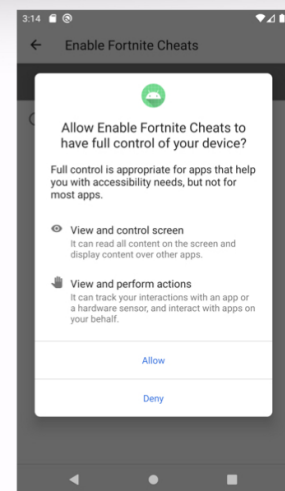 3:14
Enable Fortnite Cheats
Allow Enable Fortnite Cheats to
have full control of your device?
Full control is appropriate for apps that help
you with accessibility needs, but not for
most apps.
View and control screen
It can read all content on the screen and
display content over other apps.
View and perform actions
It can track your interactions with an app or
a hardware sensor, and interact with apps on
your behalf.
Allow
Deny